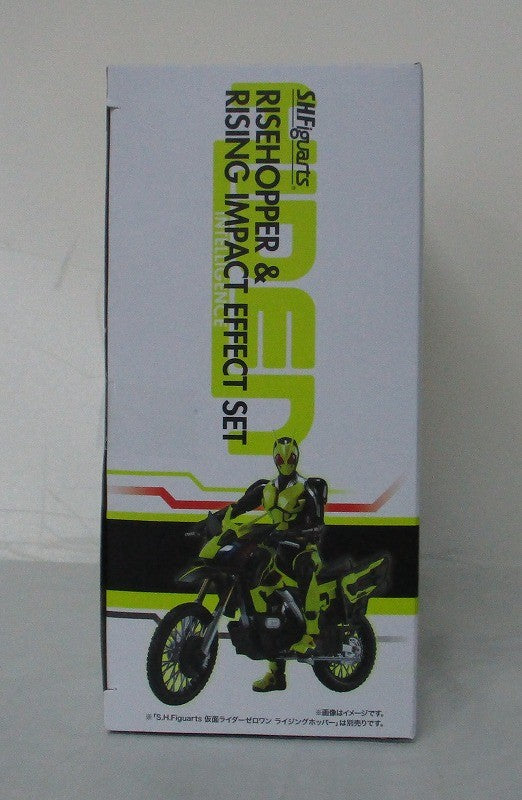 S.H.Figuarts
RISEHOPPER &
RISING IMPACT EFFECT SET
HIDEN
INTELLIGENCE
※画像はイメージです。
※「S.H.Figuarts 仮面ライダーゼロワン ライジングホッパー」は別売りです。